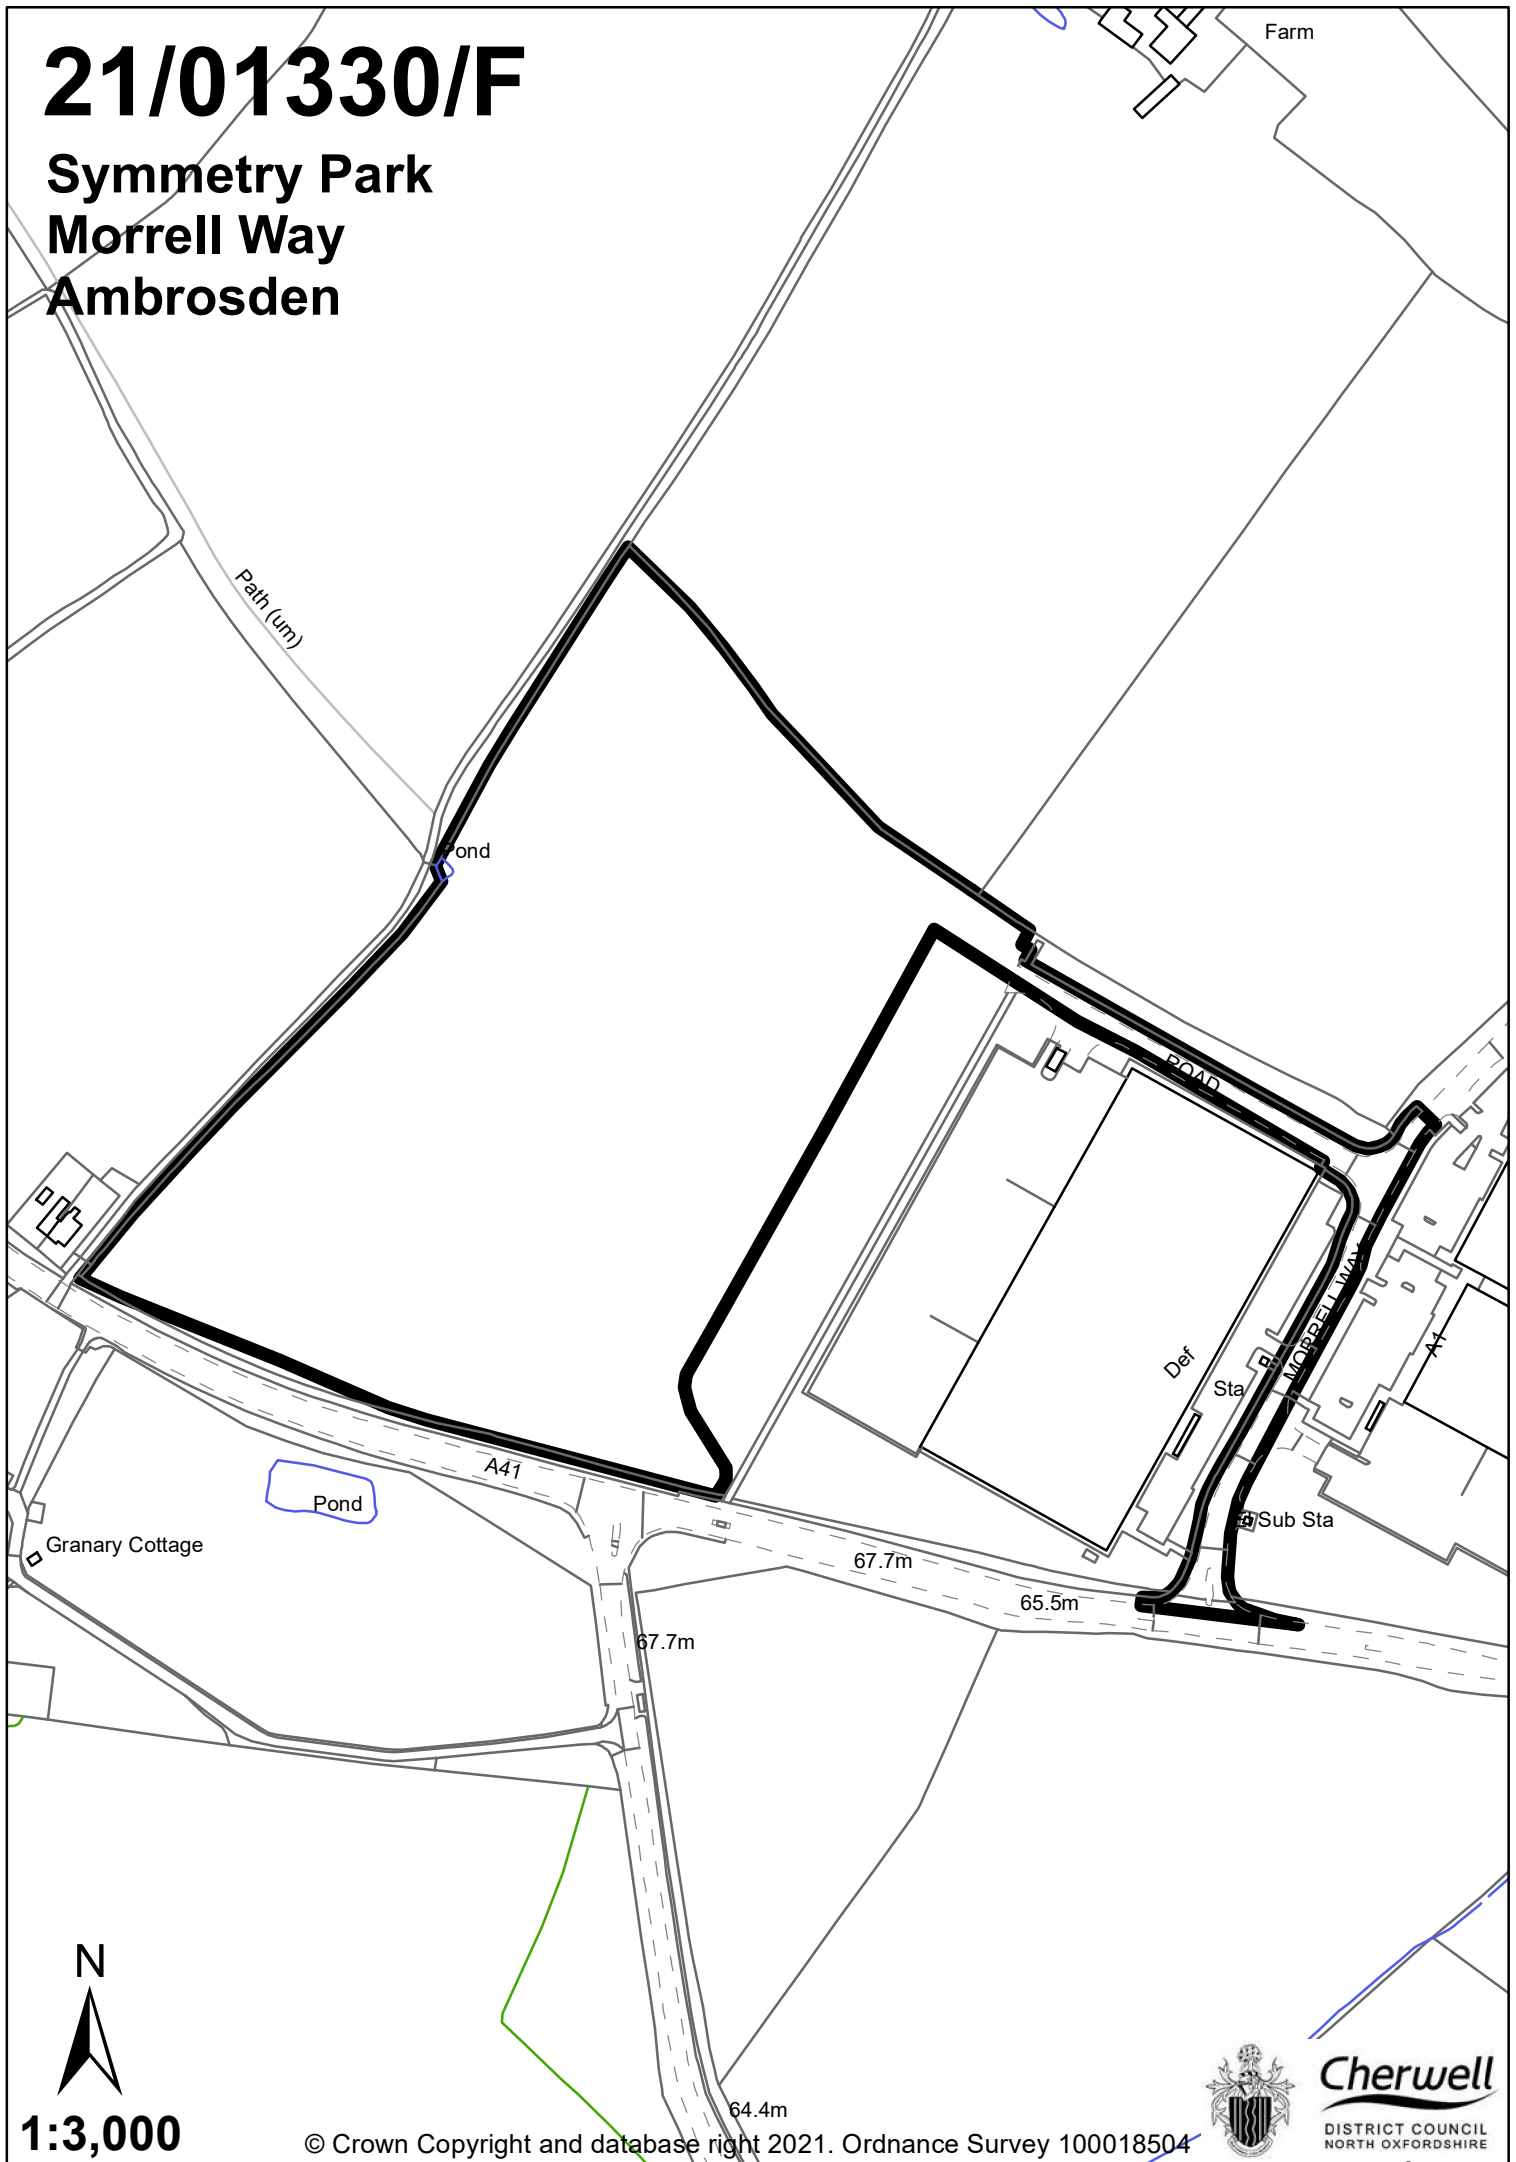 21/01330/F
Symmetry Park
Morrell Way
Ambrosden
Farm
Path (um)
Pond
ROAD
MORRELL WAY
A1
Def
Sta
A41
Pond
Sub Sta
Granary Cottage
67.7m
65.5m
67.7m
N
64.4m
1:3,000
© Crown Copyright and database right 2021. Ordnance Survey 100018504
Cherwell
DISTRICT COUNCIL
NORTH OXFORDSHIRE